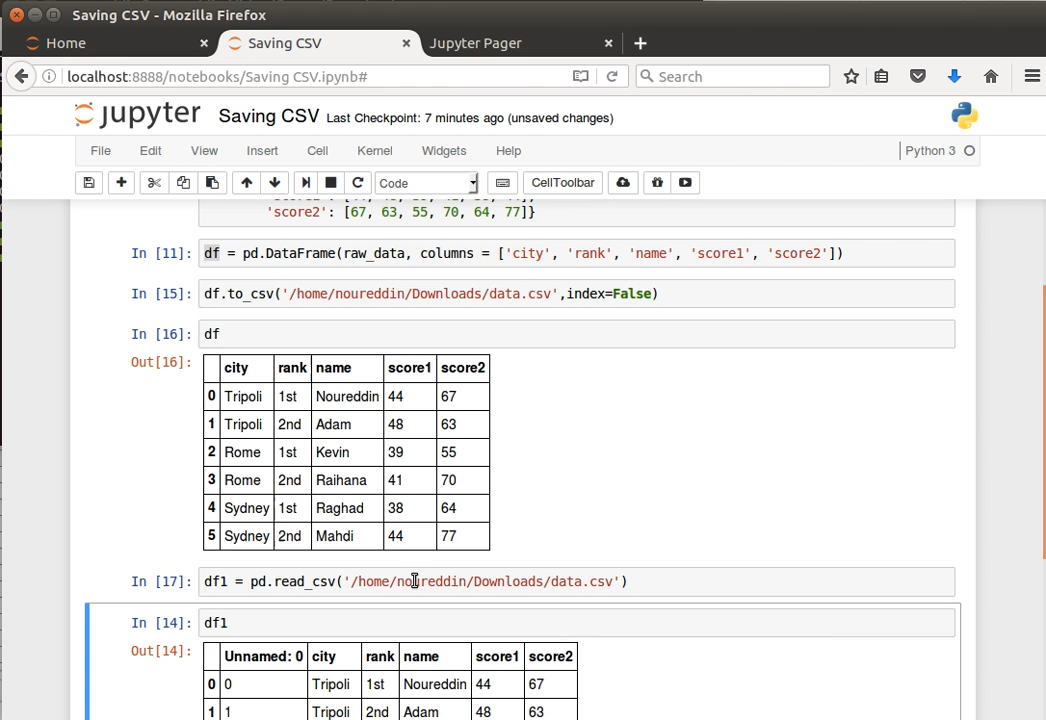 Saving CSV - Mozilla Firefox
Home × Saving CSV × Jupyter Pager × +
localhost:8888/notebooks/Saving CSV.ipynb# Search
jupyter Saving CSV Last Checkpoint: 7 minutes ago (unsaved changes)
File Edit View Insert Cell Kernel Widgets Help Python 3
Code CellToolbar
'score2': [67, 63, 55, 70, 64, 77]}
In [11]: df = pd.DataFrame(raw_data, columns = ['city', 'rank', 'name', 'score1', 'score2'])
In [15]: df.to_csv('/home/noureddin/Downloads/data.csv',index=False)
In [16]: df
Out[16]:
city rank name score1 score2
0 Tripoli 1st Noureddin 44 67
1 Tripoli 2nd Adam 48 63
2 Rome 1st Kevin 39 55
3 Rome 2nd Raihana 41 70
4 Sydney 1st Raghad 38 64
5 Sydney 2nd Mahdi 44 77
In [17]: df1 = pd.read_csv('/home/noureddin/Downloads/data.csv')
In [14]: df1
Out[14]:
Unnamed: 0 city rank name score1 score2
0 0 Tripoli 1st Noureddin 44 67
1 1 Tripoli 2nd Adam 48 63